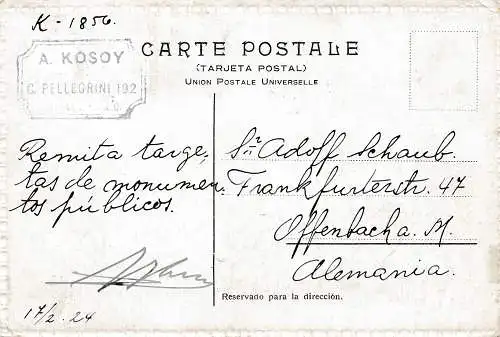 K-1856.
A. KOSOY
C. PELLEGRINI 192
CARTE POSTALE
(TARJETA POSTAL)
UNION POSTALE UNIVERSELLE
Remita targe,
tas de monumen-
tos públicos.
17/2. 24
Sr Adolf Schaub.
Frankfurterstr. 47
Offenbach a. M.
Alemania.
Reservado para la dirección.